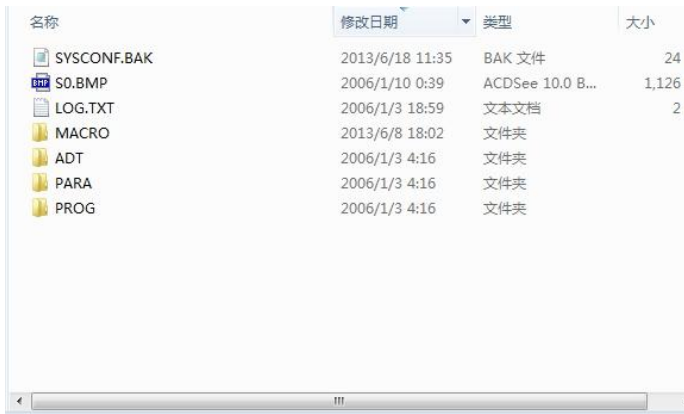 名称 修改日期 类型 大小
SYSCONF.BAK 2013/6/18 11:35 BAK 文件 24
BMP S0.BMP 2006/1/10 0:39 ACDSee 10.0 B... 1,126
LOG.TXT 2006/1/3 18:59 文本文档 2
MACRO 2013/6/8 18:02 文件夹
ADT 2006/1/3 4:16 文件夹
PARA 2006/1/3 4:16 文件夹
PROG 2006/1/3 4:16 文件夹